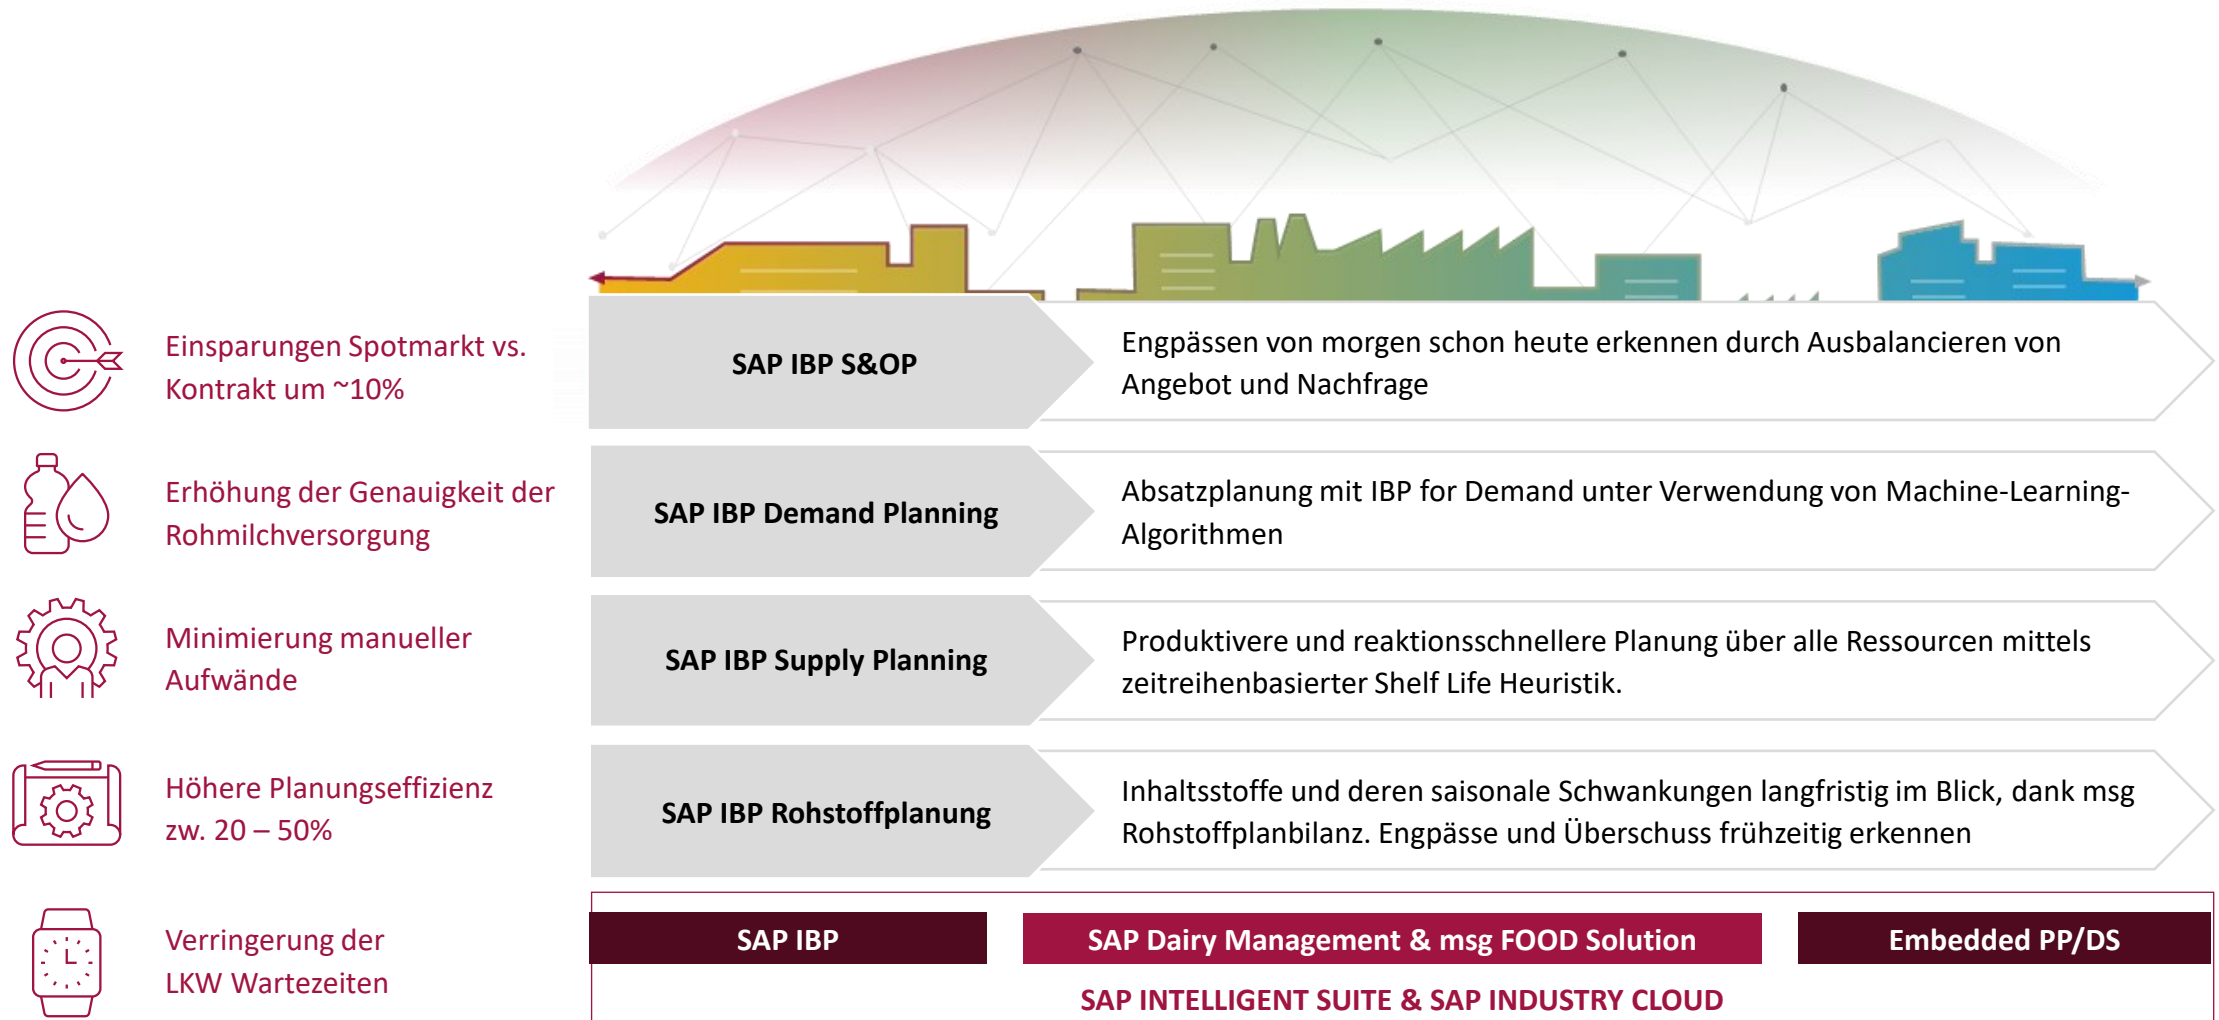 Einsparungen Spotmarkt vs.
Kontrakt um ~10%
SAP IBP S&OP
Engpässen von morgen schon heute erkennen durch Ausbalancieren von
Angebot und Nachfrage
Erhöhung der Genauigkeit der
Rohmilchversorgung
SAP IBP Demand Planning
Absatzplanung mit IBP for Demand unter Verwendung von Machine-Learning-
Algorithmen
Minimierung manueller
Aufwände
SAP IBP Supply Planning
Produktivere und reaktionsschnellere Planung über alle Ressourcen mittels
zeitreihenbasierter Shelf Life Heuristik.
Höhere Planungseffizienz
zw. 20 – 50%
SAP IBP Rohstoffplanung
Inhaltsstoffe und deren saisonale Schwankungen langfristig im Blick, dank msg
Rohstoffplanbilanz. Engpässe und Überschuss frühzeitig erkennen
Verringerung der
LKW Wartezeiten
SAP IBP
SAP Dairy Management & msg FOOD Solution
Embedded PP/DS
SAP INTELLIGENT SUITE & SAP INDUSTRY CLOUD